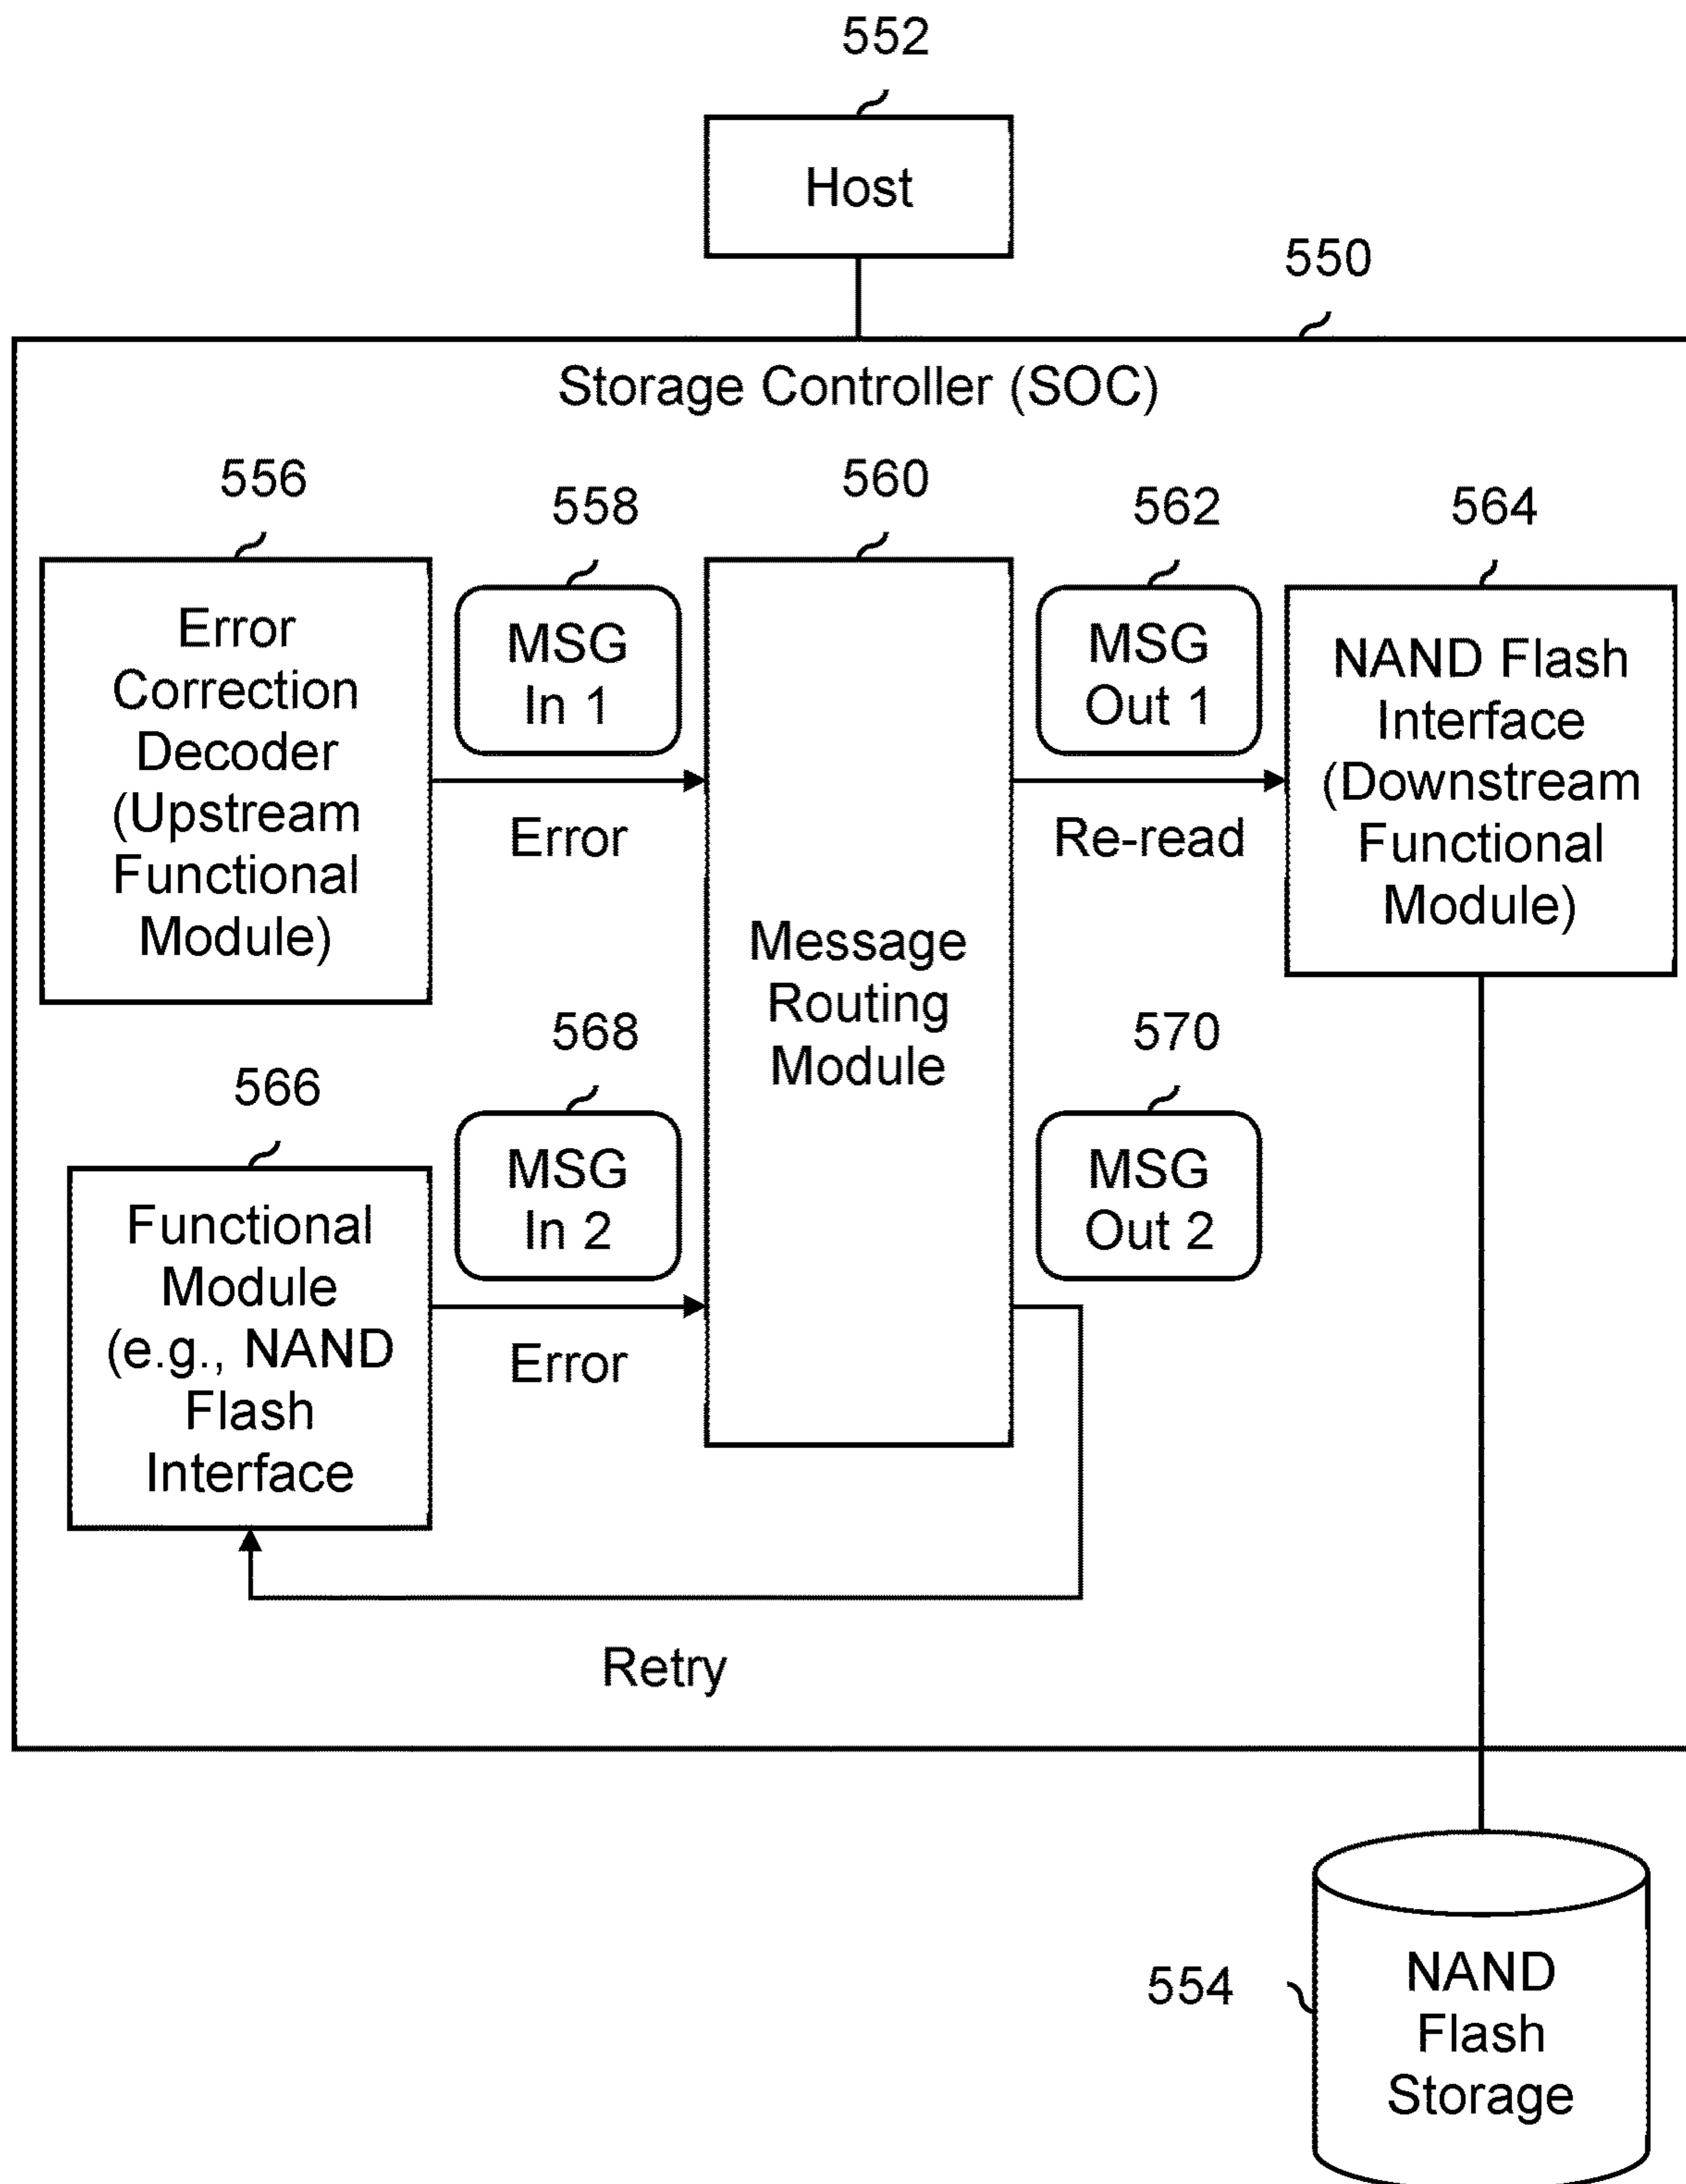 552
Host
550
Storage Controller (SOC)
556
558
560
562
564
Error
Correction
Decoder
(Upstream
Functional
Module)
MSG
In 1
Error
Message
Routing
Module
MSG
Out 1
Re-read
NAND Flash
Interface
(Downstream
Functional
Module)
566
568
570
Functional
Module
(e.g., NAND
Flash
Interface
MSG
In 2
Error
MSG
Out 2
Retry
554
NAND
Flash
Storage